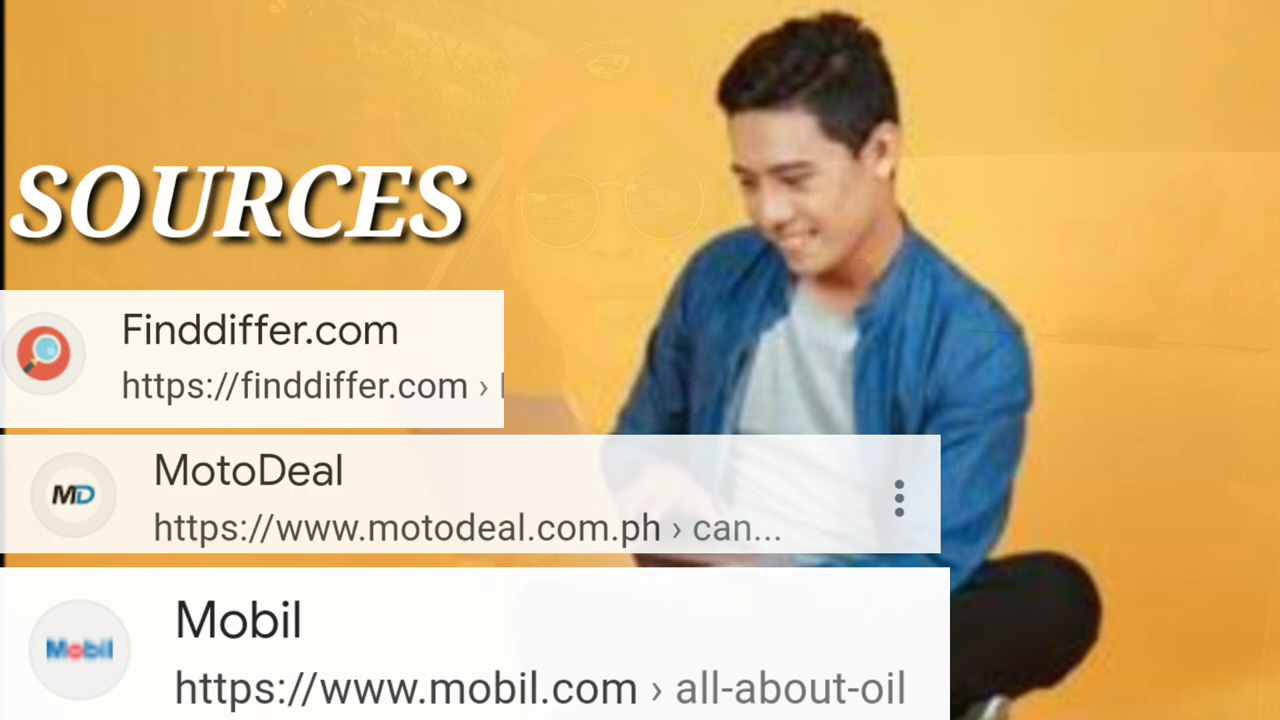 SOURCES
Finddiffer.com
https://finddiffer.com ›
MD
MotoDeal
https://www.motodeal.com.ph › can...
Mobil
Mobil
https://www.mobil.com › all-about-oil